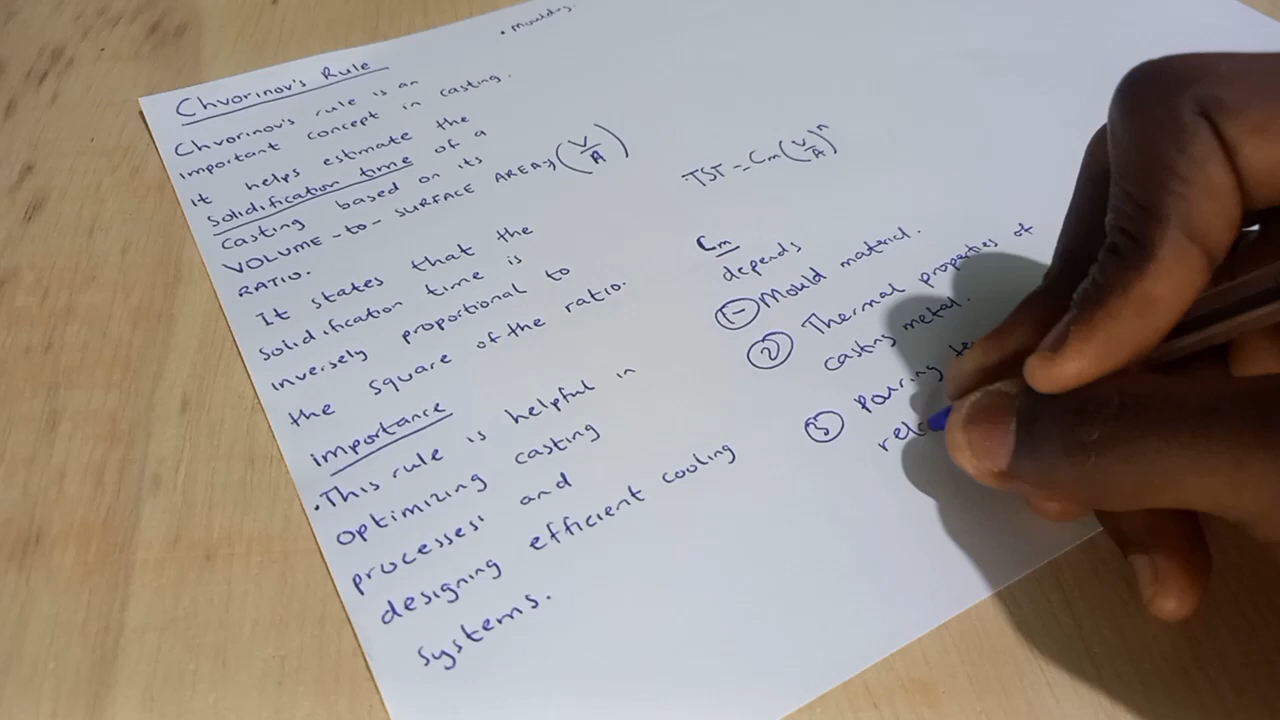 • moulding.
Chvorinov's Rule
Chvorinov's rule is an
important concept in casting.
it helps estimate the
solidification time of a
casting based on its
VOLUME-to-SURFACE AREA (V/A)
RATIO.
It states that the
solidification time is
inversely proportional to
the square of the ratio.
importance
• This rule is helpful in
optimizing casting
processes and
designing efficient cooling
systems.
TST = Cm (V/A)^n
Cm
depends
① Mould material.
② Thermal properties of
casting metal.
③ Pouring